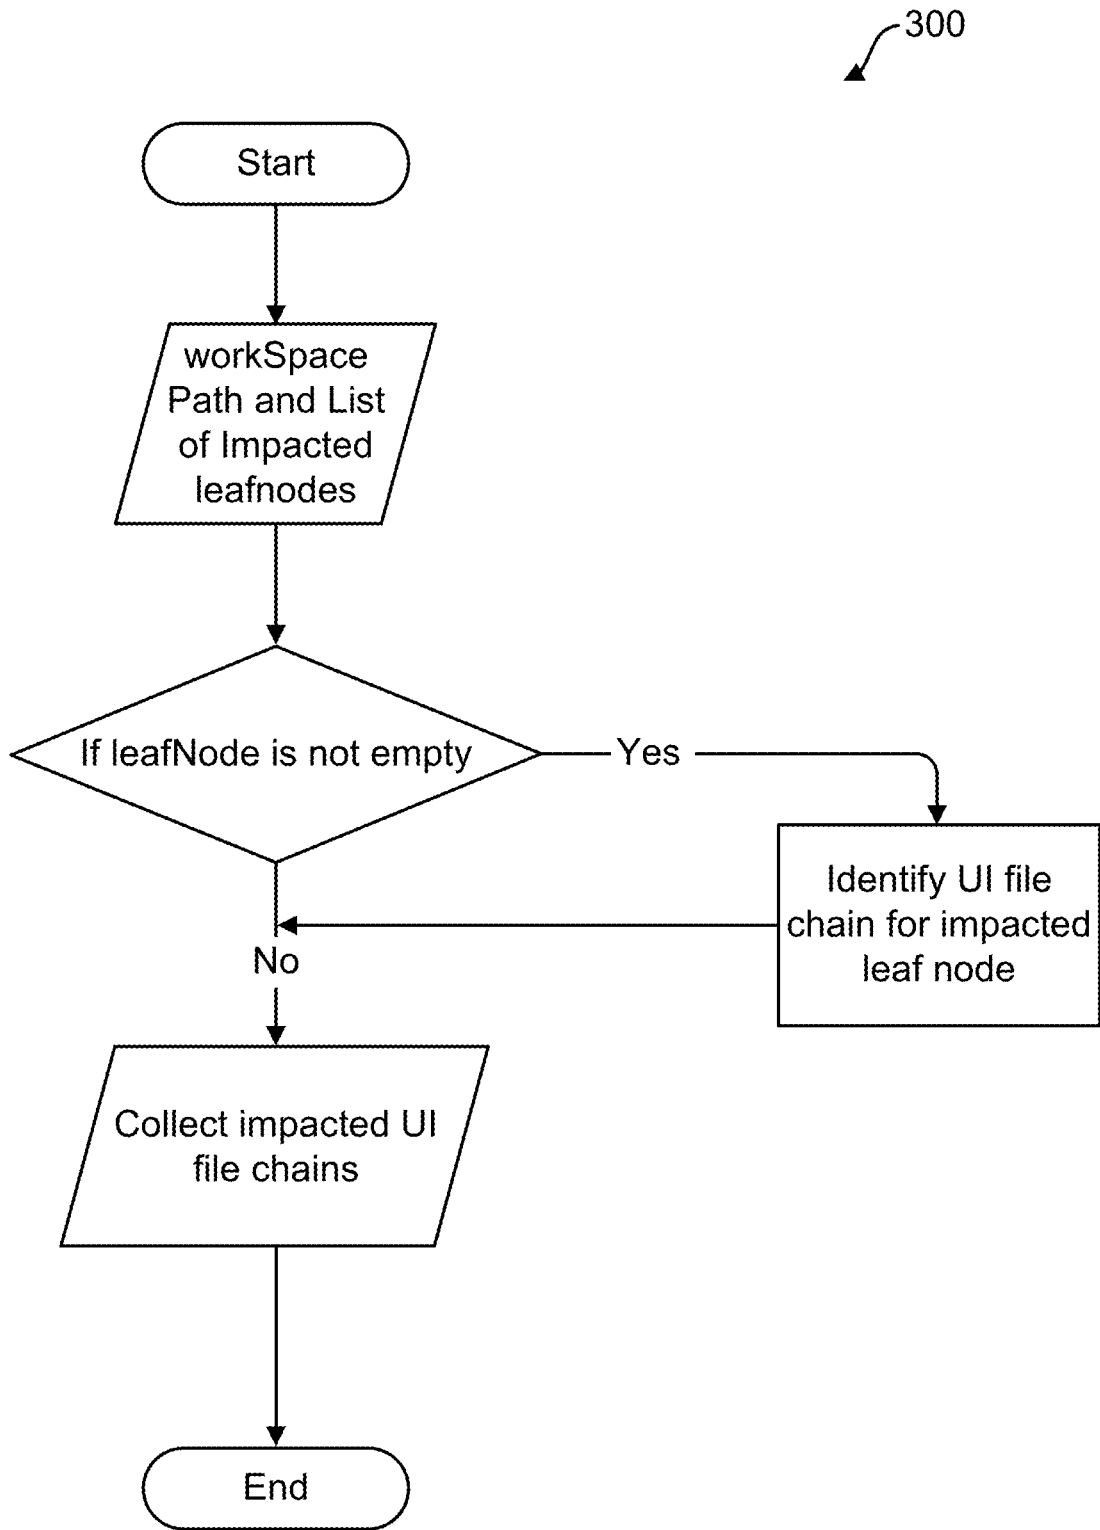 300
Start
workSpace
Path and List
of Impacted
leafnodes
If leafNode is not empty
Yes
Identify UI file
chain for impacted
leaf node
No
Collect impacted UI
file chains
End